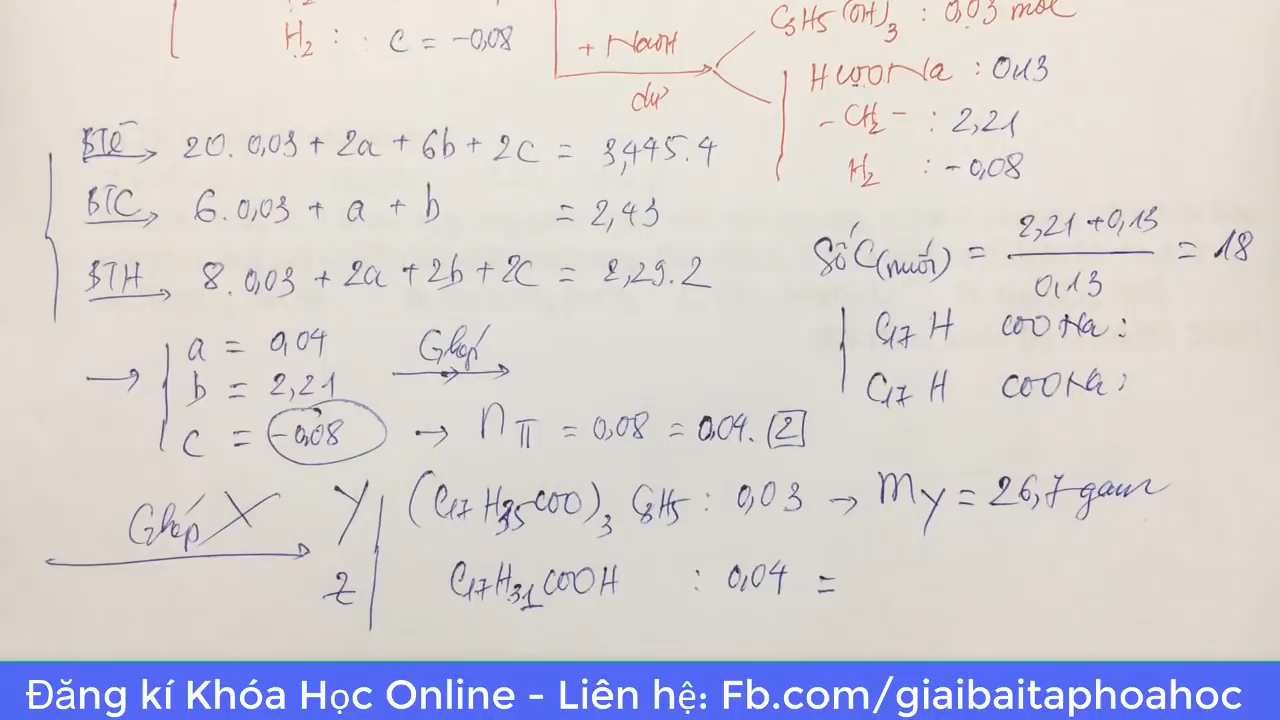 C3H5(OH)3 : 0,03 mol
H2 : c = -0,08
+ NaOH
dư
HCOONa : 0,13
- CH2 - : 2,21
H2 : -0,08
BTE 20. 0,03 + 2a + 6b + 2c = 3,445.4
BTC 6. 0,03 + a + b = 2,43
BTH 8. 0,03 + 2a + 2b + 2c = 2,29.2
Số C(muối) = (2,21 + 0,13)/0,13 = 18
C17 H COONa :
C17 H COONa :
→ a = 0,04
b = 2,21
c = -0,08
Ghép
→ nπ = 0,08 = 0,04. 2
Ghép X
Y (C17H35COO)3 C3H5 : 0,03 → mY = 26,7 gam
Z C17H31COOH : 0,04 =
Đăng kí Khóa Học Online - Liên hệ: Fb.com/giaibaitaphoahoc